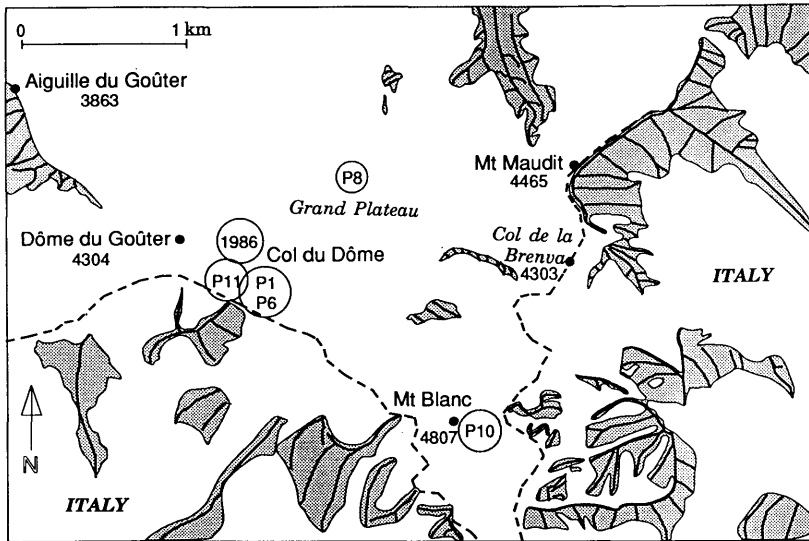 0 1 km
Aiguille du Goûter
3863
Mt Maudit
4465
P8
Grand Plateau
Dôme du Goûter
4304
1986
Col du Dôme
Col de la
Brenva
4303
ITALY
P11
P1
P6
Mt Blanc
4807
P10
N
ITALY